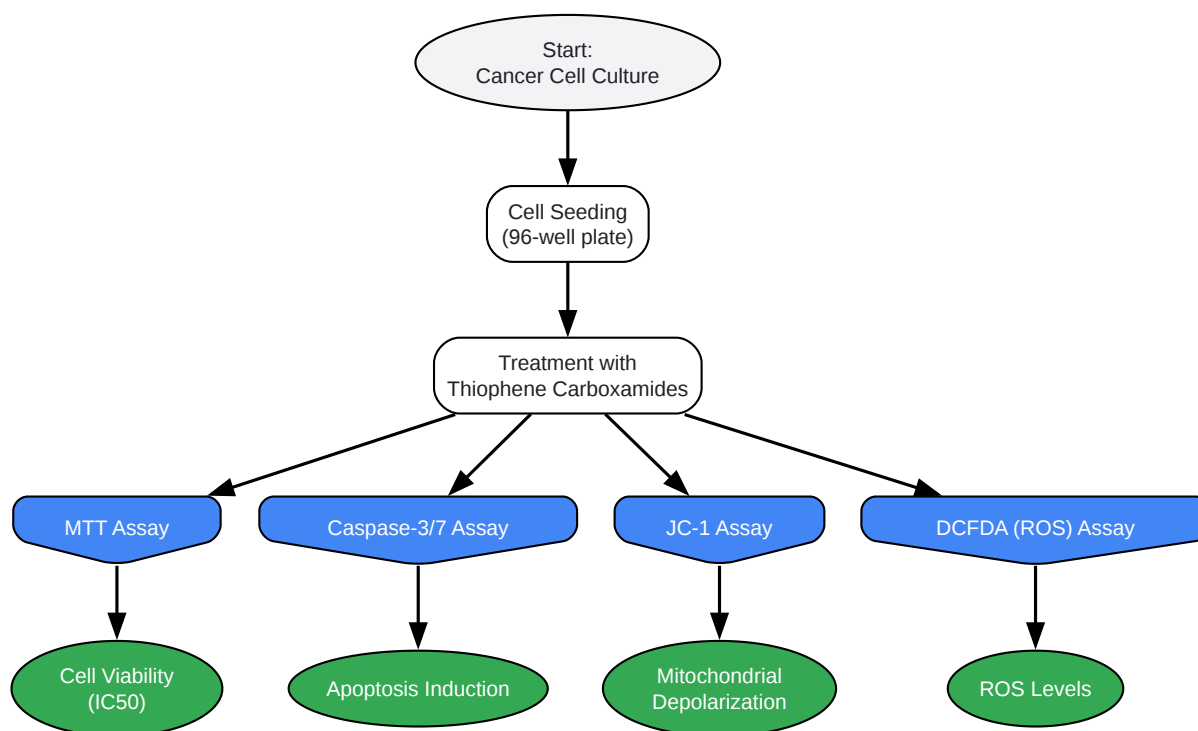 Start:
Cancer Cell Culture
Cell Seeding
(96-well plate)
Treatment with
Thiophene Carboxamides
MTT Assay
Caspase-3/7 Assay
JC-1 Assay
DCFDA (ROS) Assay
Cell Viability
(IC50)
Apoptosis Induction
Mitochondrial
Depolarization
ROS Levels